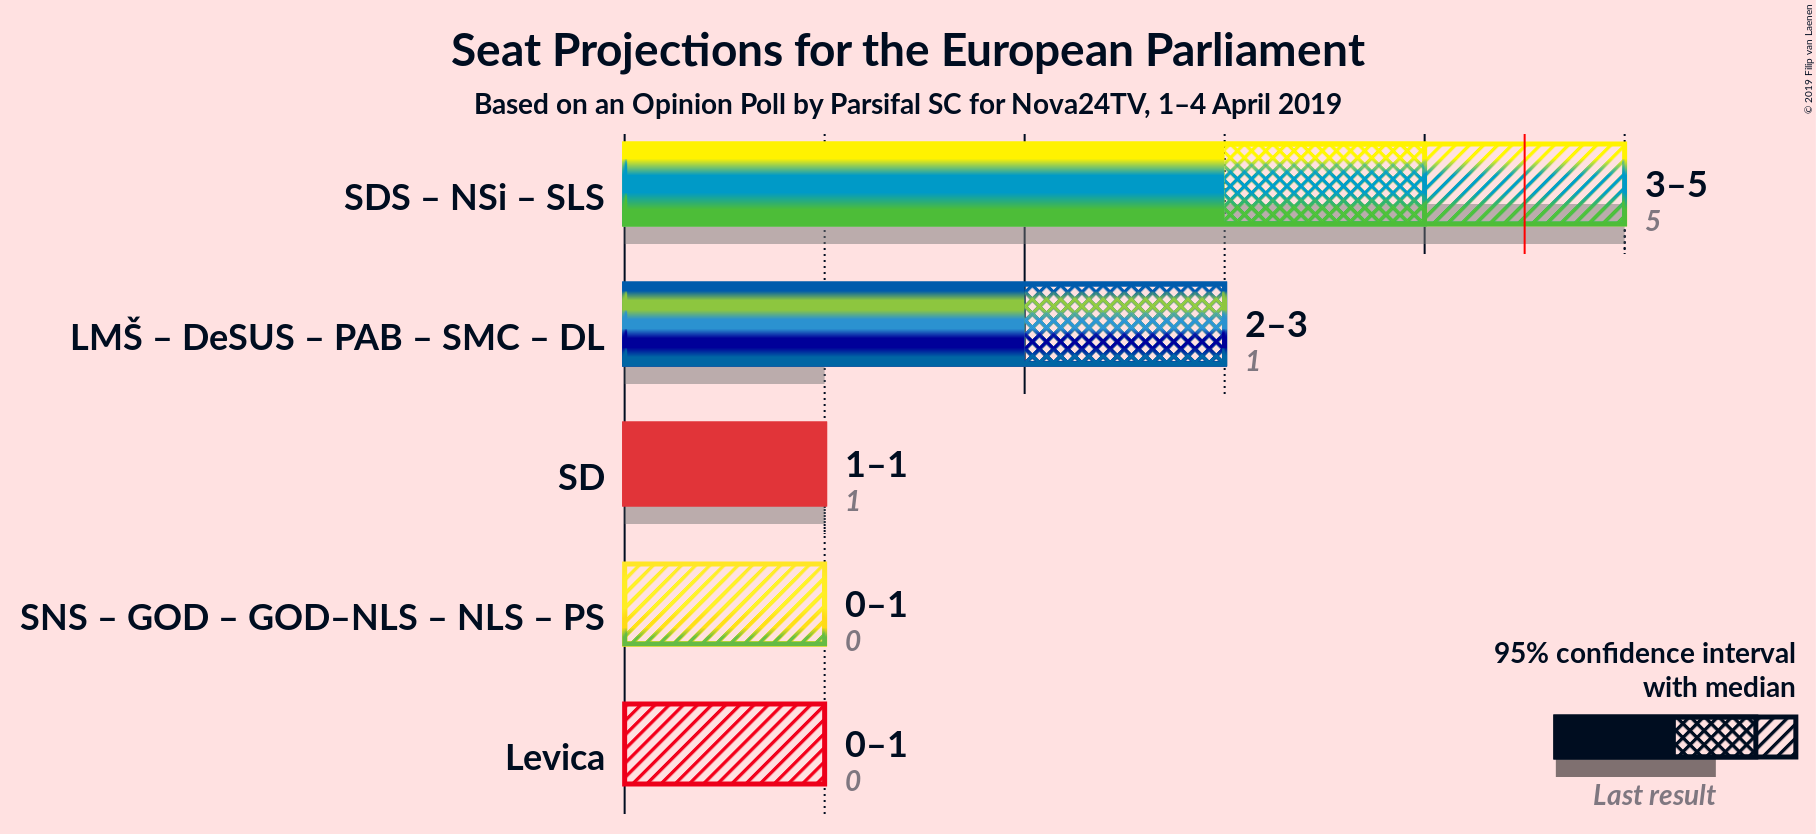 Seat Projections for the European Parliament
Based on an Opinion Poll by Parsifal SC for Nova24TV, 1–4 April 2019
© 2019 Filip van Laenen
SDS – NSi – SLS
3–5
5
LMŠ – DeSUS – PAB – SMC – DL
2–3
1
SD
1–1
1
SNS – GOD – GOD–NLS – NLS – PS
0–1
0
Levica
0–1
0
95% confidence interval
with median
Last result